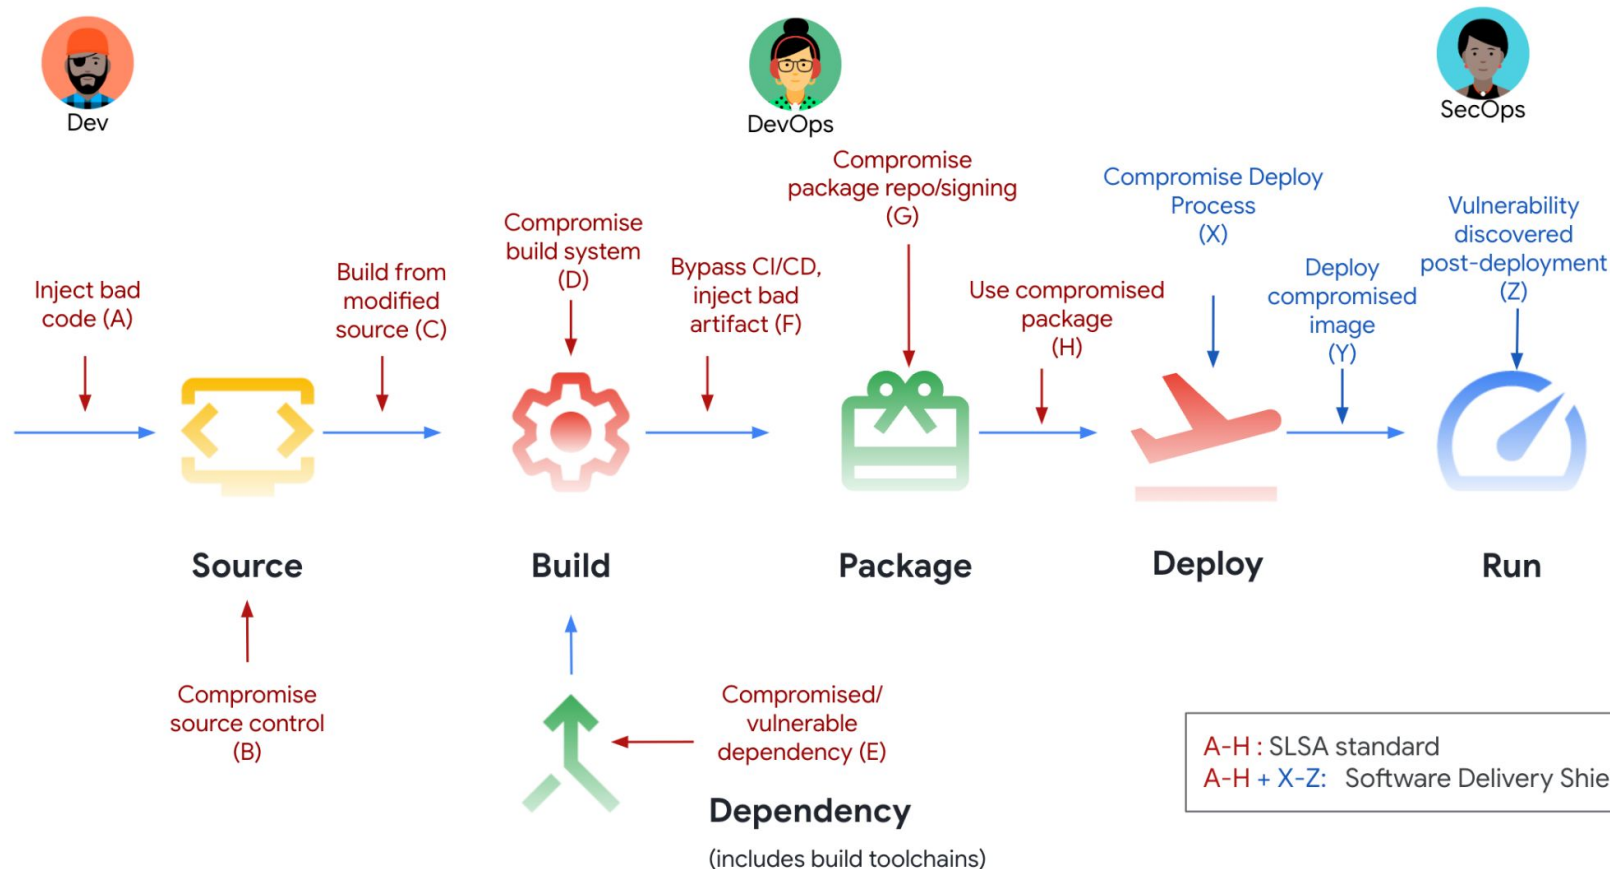 Dev
DevOps
SecOps
Inject bad
code (A)
Build from
modified
source (C)
Compromise
build system
(D)
Bypass CI/CD,
inject bad
artifact (F)
Compromise
package repo/signing
(G)
Use compromised
package
(H)
Compromise Deploy
Process
(X)
Deploy
compromised
image
(Y)
Vulnerability
discovered
post-deployment
(Z)
Source
Build
Package
Deploy
Run
Compromise
source control
(B)
Compromised/
vulnerable
dependency (E)
Dependency
(includes build toolchains)
A-H : SLSA standard
A-H + X-Z: Software Delivery Shie